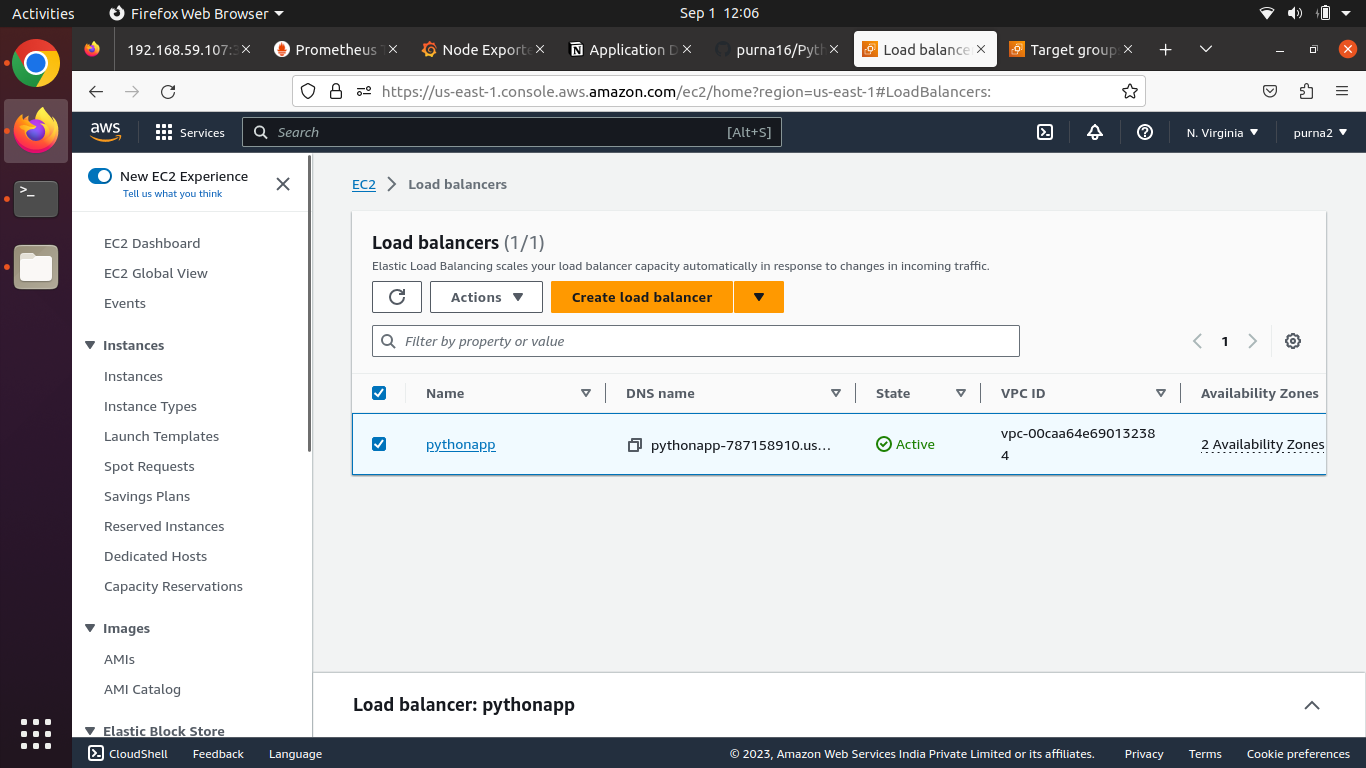 Activities
Firefox Web Browser
Sep 1 12:06
192.168.59.107:3
Prometheus T
Node Exporte
Application D
purna16/Pyth
Load balance
Target group
https://us-east-1.console.aws.amazon.com/ec2/home?region=us-east-1#LoadBalancers:
aws
Services
Search
[Alt+S]
N. Virginia
purna2
New EC2 Experience
Tell us what you think
EC2 Dashboard
EC2 Global View
Events
Instances
Instances
Instance Types
Launch Templates
Spot Requests
Savings Plans
Reserved Instances
Dedicated Hosts
Capacity Reservations
Images
AMIs
AMI Catalog
Elastic Block Store
EC2
Load balancers
Load balancers (1/1)
Elastic Load Balancing scales your load balancer capacity automatically in response to changes in incoming traffic.
Actions
Create load balancer
Filter by property or value
1
Name
DNS name
State
VPC ID
Availability Zones
pythonapp
pythonapp-787158910.us...
Active
vpc-00caa64e69013238
4
2 Availability Zones
Load balancer: pythonapp
CloudShell
Feedback
Language
© 2023, Amazon Web Services India Private Limited or its affiliates.
Privacy
Terms
Cookie preferences